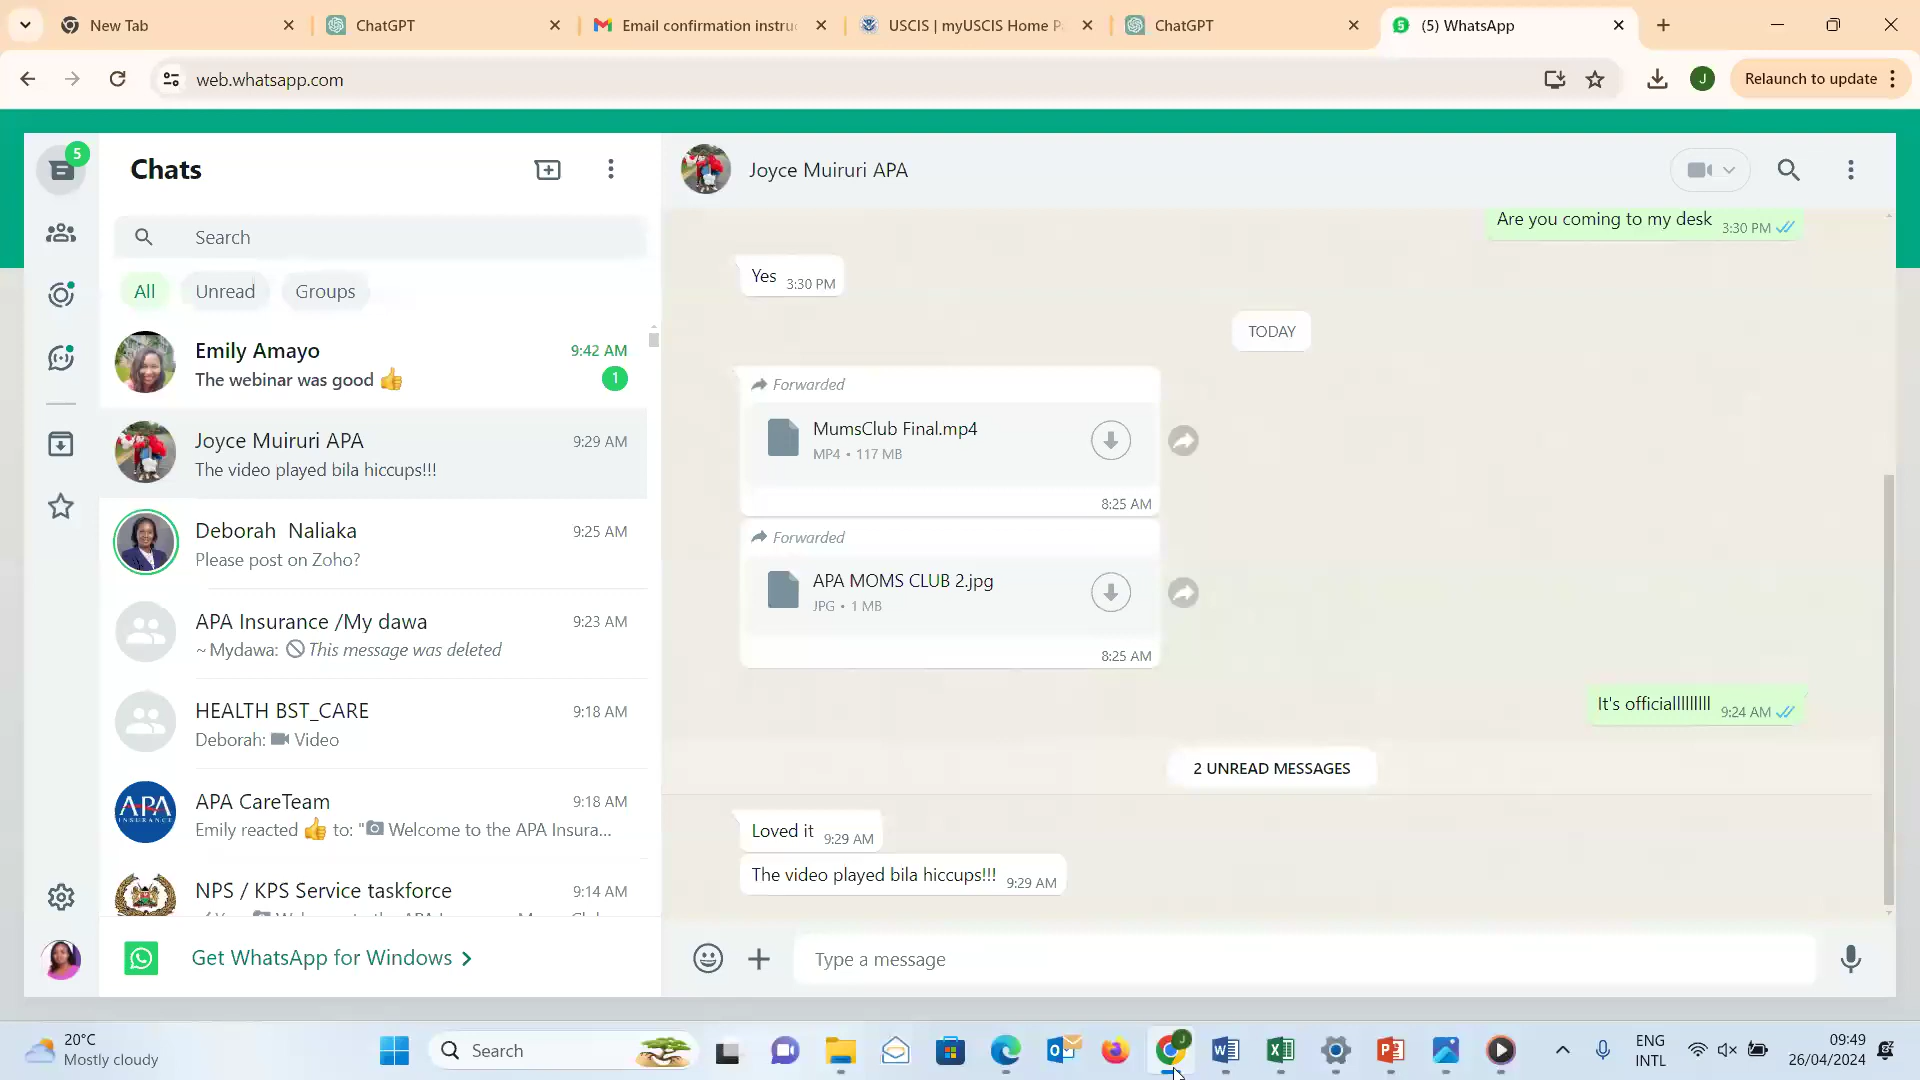 New Tab
ChatGPT
Email confirmation instruc
USCIS | myUSCIS Home P
ChatGPT
5
(5) WhatsApp
web.whatsapp.com
J
Relaunch to update
5
Chats
Search
All
Unread
Groups
Emily Amayo
9:42 AM
The webinar was good 👍
1
Joyce Muiruri APA
9:29 AM
The video played bila hiccups!!!
Deborah Naliaka
9:25 AM
Please post on Zoho?
APA Insurance /My dawa
9:23 AM
~ Mydawa: This message was deleted
HEALTH BST_CARE
9:18 AM
Deborah: Video
APA
INSURANCE
APA CareTeam
9:18 AM
Emily reacted 👍 to: "Welcome to the APA Insura...
NPS / KPS Service taskforce
9:14 AM
Get WhatsApp for Windows
Joyce Muiruri APA
Are you coming to my desk
3:30 PM
Yes
3:30 PM
TODAY
Forwarded
MumsClub Final.mp4
MP4 • 117 MB
8:25 AM
Forwarded
APA MOMS CLUB 2.jpg
JPG • 1 MB
8:25 AM
It's officialllllllll
9:24 AM
2 UNREAD MESSAGES
Loved it
9:29 AM
The video played bila hiccups!!!
9:29 AM
Type a message
20°C
Mostly cloudy
Search
J
ENG
INTL
09:49
26/04/2024